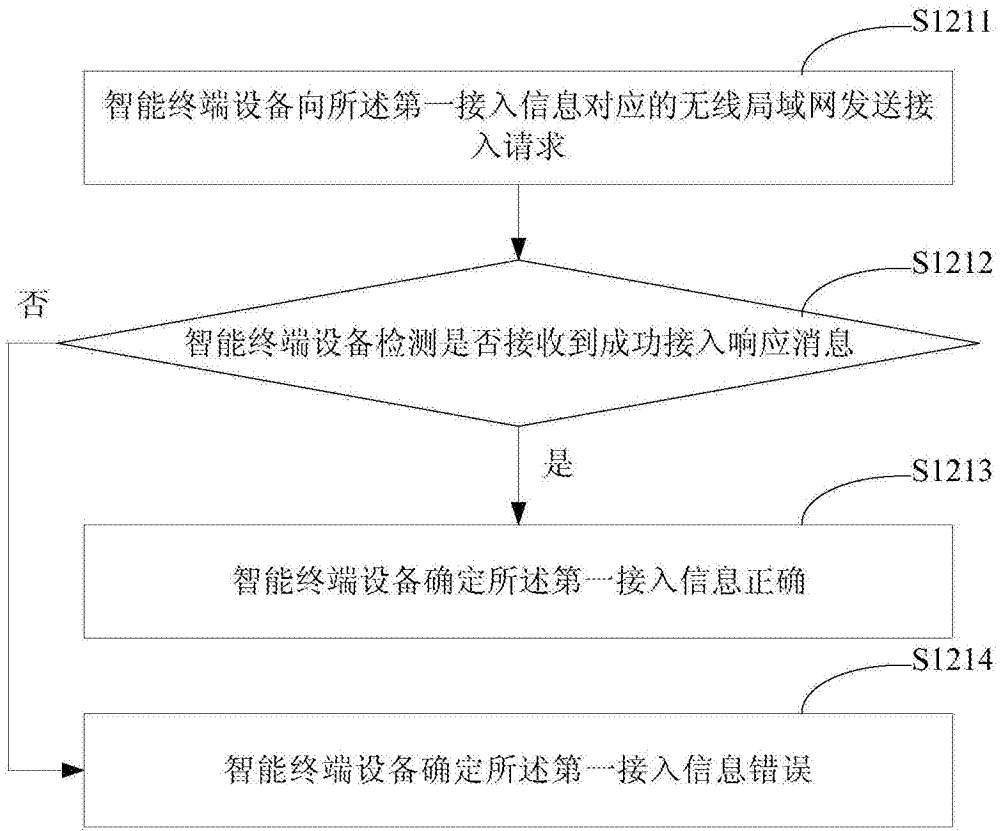 S1211
智能终端设备向所述第一接入信息对应的无线局域网发送接
入请求
S1212
否
智能终端设备检测是否接收到成功接入响应消息
是
S1213
智能终端设备确定所述第一接入信息正确
S1214
智能终端设备确定所述第一接入信息错误